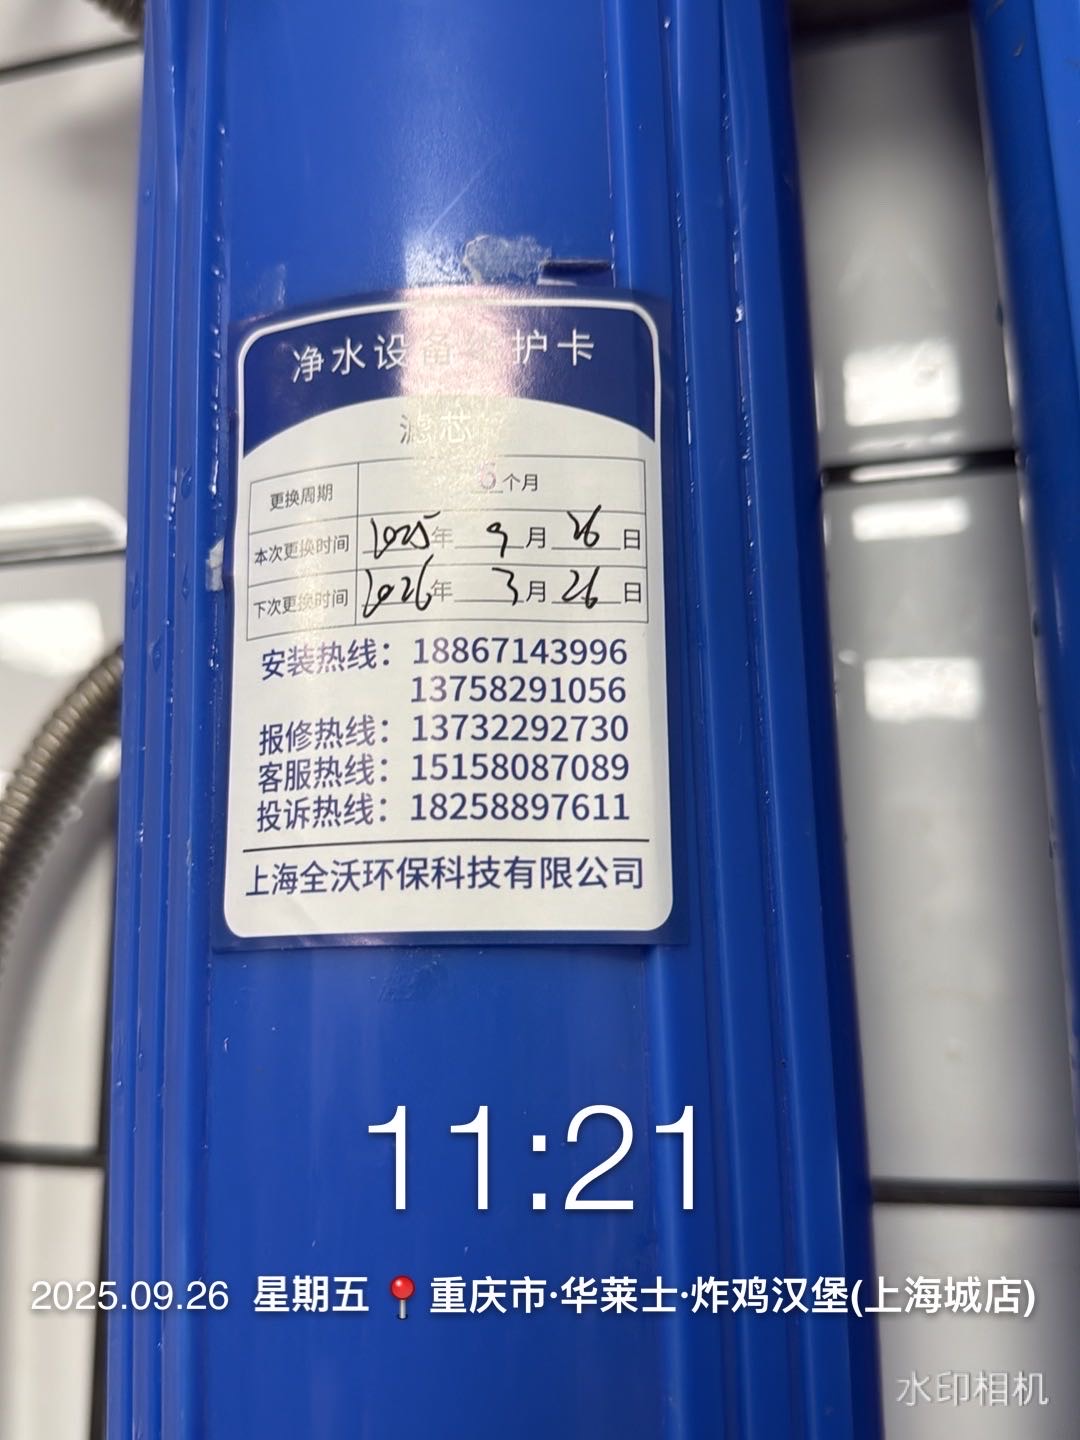 净水设备维护卡
滤芯
更换周期 6个月
本次更换时间 2025年 9月 26日
下次更换时间 2026年 3月 26日
安装热线：18867143996
13758291056
报修热线：13732292730
客服热线：15158087089
投诉热线：18258897611
上海全沃环保科技有限公司
11:21
2025.09.26 星期五 📍重庆市·华莱士·炸鸡汉堡(上海城店)
水印相机